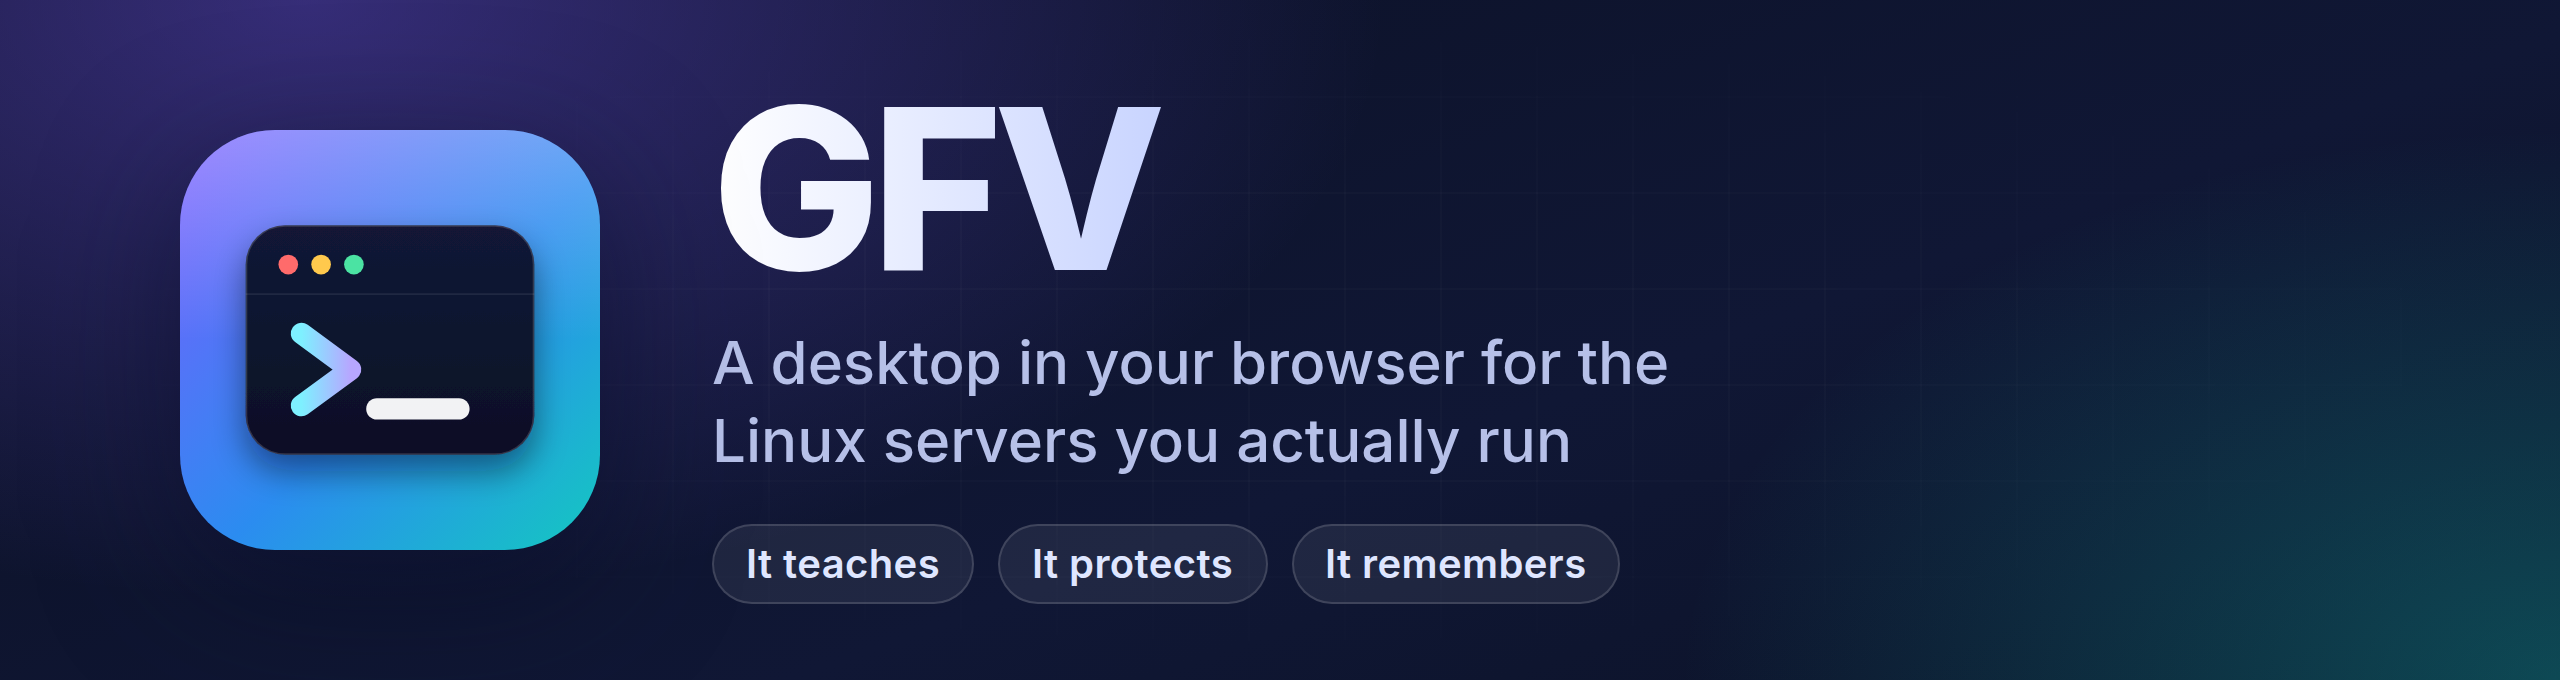 GFV
A desktop in your browser for the
Linux servers you actually run
It teaches
It protects
It remembers